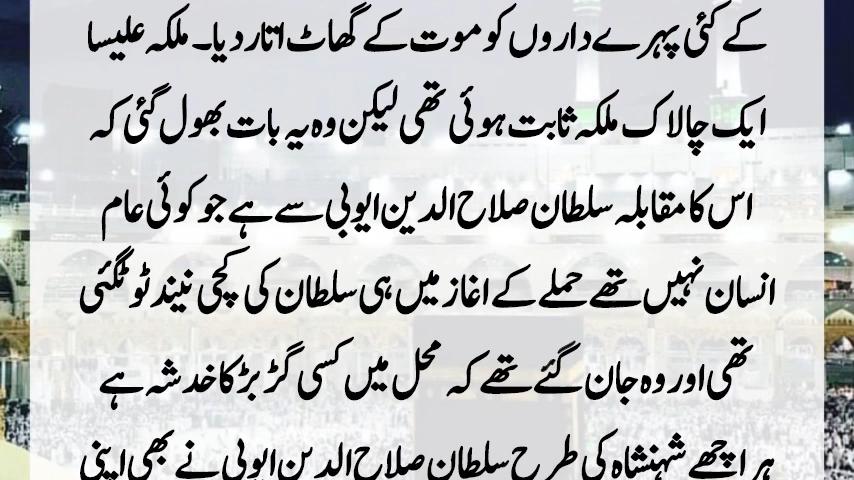 کے کئی پہرے داروں کو موت کے گھاٹ اتار دیا۔ ملکہ علیسا
ایک چالاک ملکہ ثابت ہوئی تھی لیکن وہ یہ بات بھول گئی کہ
اس کا مقابلہ سلطان صلاح الدین ایوبی سے ہے جو کوئی عام
انسان نہیں تھے حملے کے اغاز میں ہی سلطان کی کچی نیند ٹوٹ گئی
تھی اور وہ جان گئے تھے کہ محل میں کسی گڑ بڑ کا خدشہ ہے
ہر اچھے شہنشاہ کی طرح سلطان صلاح الدین ایوبی نے بھی اپنی